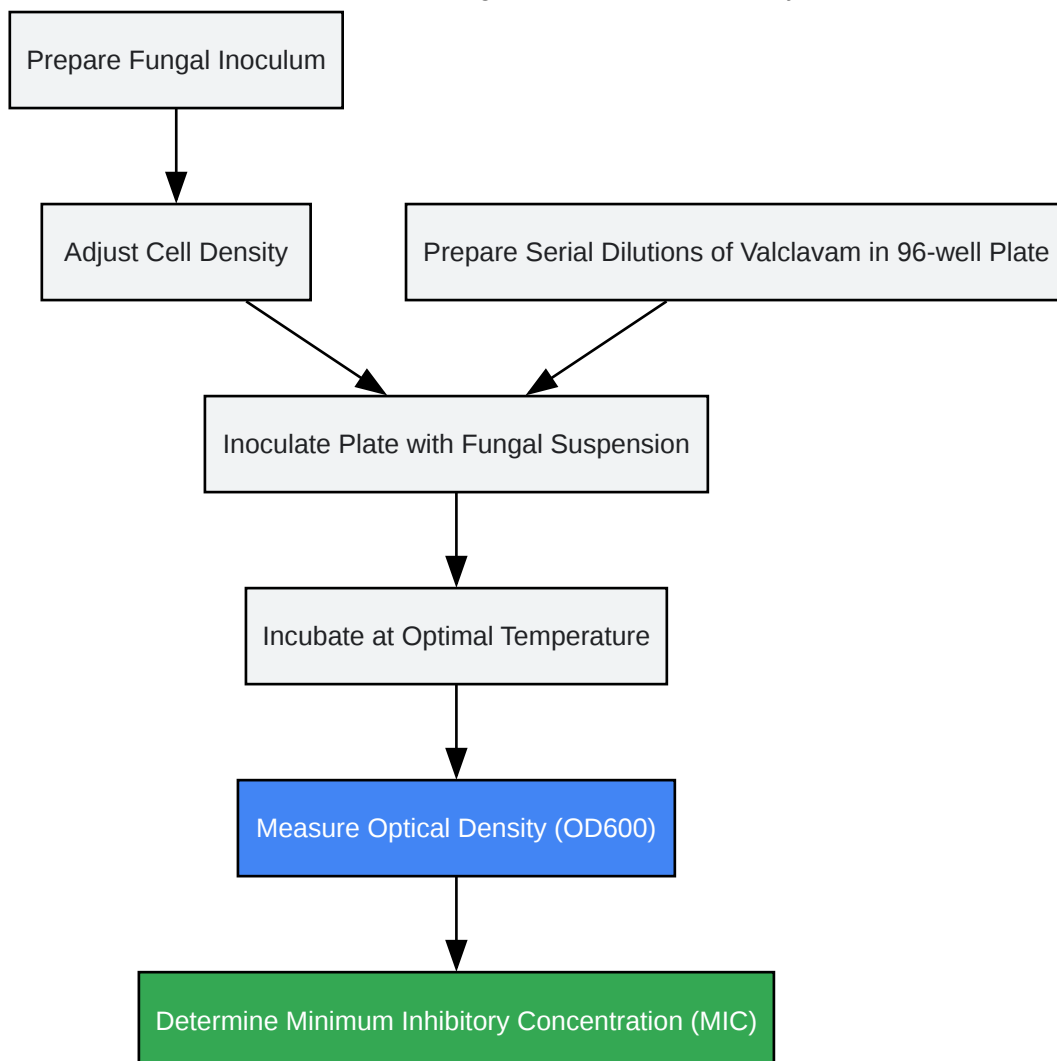 Prepare Fungal Inoculum
Adjust Cell Density
Prepare Serial Dilutions of Valclavam in 96-well Plate
Inoculate Plate with Fungal Suspension
Incubate at Optimal Temperature
Measure Optical Density (OD600)
Determine Minimum Inhibitory Concentration (MIC)